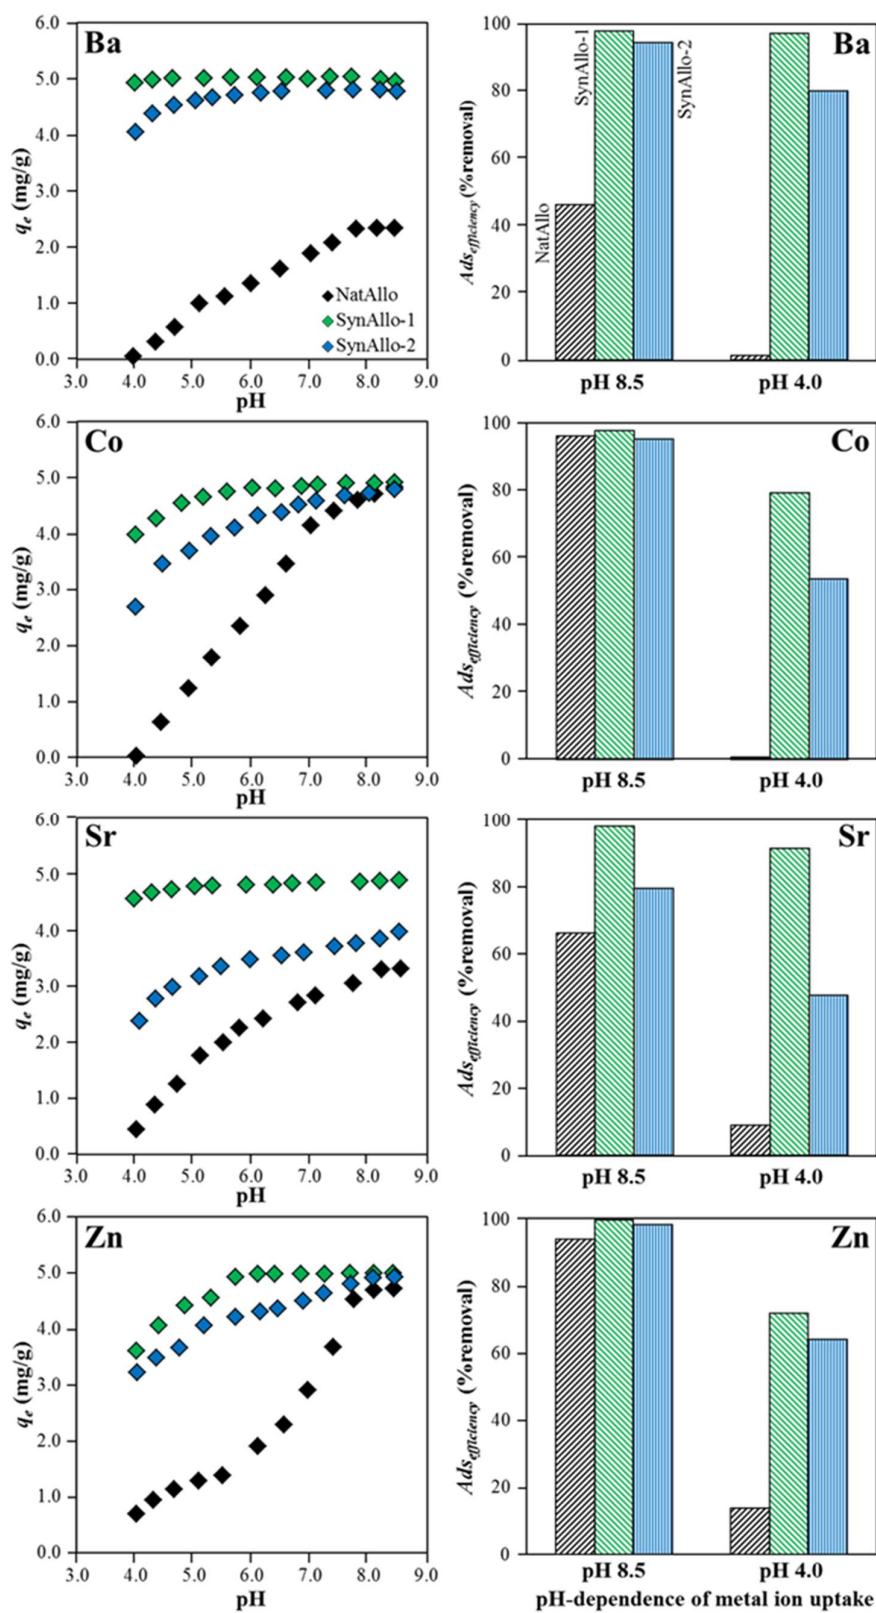 Ba
6.0
5.0
4.0
3.0
2.0
1.0
0.0
qe (mg/g)
NatAllo
SynAllo-1
SynAllo-2
3.0 4.0 5.0 6.0 7.0 8.0 9.0
pH
Ba
100
80
60
40
20
0
Adsefficiency (%removal)
NatAllo
SynAllo-1
SynAllo-2
pH 8.5 pH 4.0
Co
6.0
5.0
4.0
3.0
2.0
1.0
0.0
qe (mg/g)
3.0 4.0 5.0 6.0 7.0 8.0 9.0
pH
Co
100
80
60
40
20
0
Adsefficiency (%removal)
pH 8.5 pH 4.0
Sr
6.0
5.0
4.0
3.0
2.0
1.0
0.0
qe (mg/g)
3.0 4.0 5.0 6.0 7.0 8.0 9.0
pH
Sr
100
80
60
40
20
0
Adsefficiency (%removal)
pH 8.5 pH 4.0
Zn
6.0
5.0
4.0
3.0
2.0
1.0
0.0
qe (mg/g)
3.0 4.0 5.0 6.0 7.0 8.0 9.0
pH
Zn
100
80
60
40
20
0
Adsefficiency (%removal)
pH 8.5 pH 4.0
pH-dependence of metal ion uptake